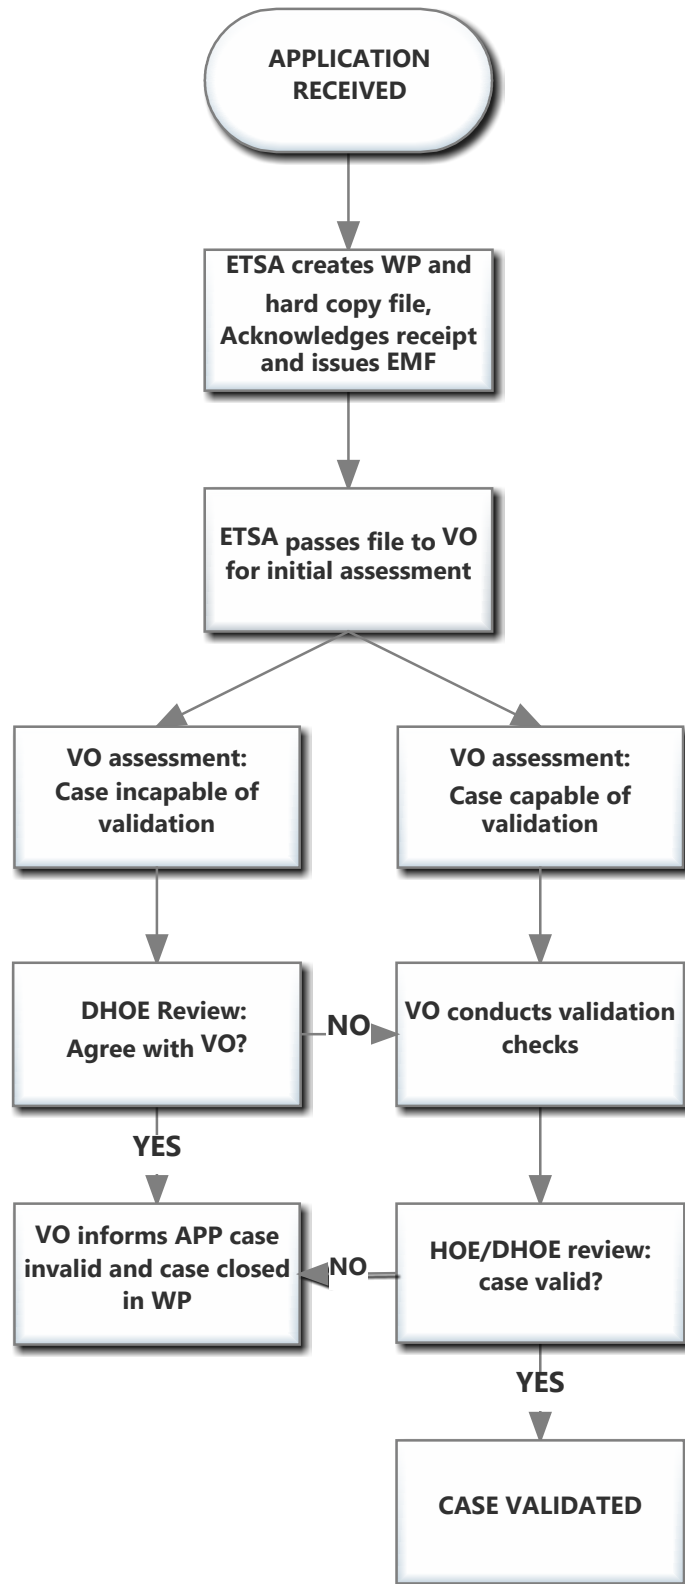 APPLICATION
RECEIVED
ETSA creates WP and
hard copy file,
Acknowledges receipt
and issues EMF
ETSA passes file to VO
for initial assessment
VO assessment:
Case incapable of
validation
VO assessment:
Case capable of
validation
DHOE Review:
Agree with VO?
NO
VO conducts validation
checks
YES
VO informs APP case
invalid and case closed
in WP
NO
HOE/DHOE review:
case valid?
YES
CASE VALIDATED